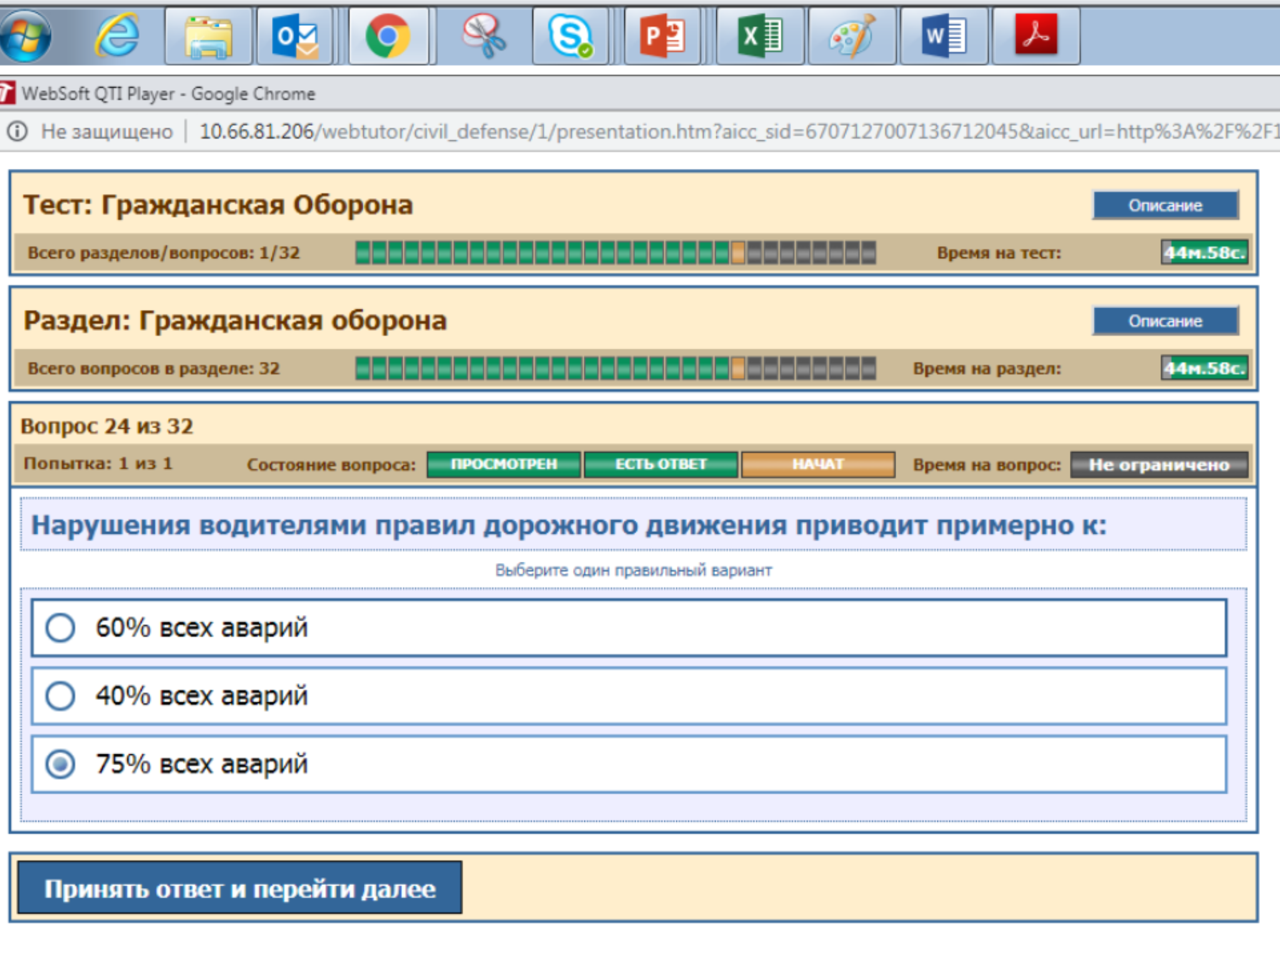 WebSoft QTI Player - Google Chrome
Не защищено 10.66.81.206/webtutor/civil_defense/1/presentation.htm?aicc_sid=6707127007136712045&aicc_url=http%3A%2F%2F1
Тест: Гражданская Оборона
Описание
Всего разделов/вопросов: 1/32 Время на тест: 44м.58с.
Раздел: Гражданская оборона
Описание
Всего вопросов в разделе: 32 Время на раздел: 44м.58с.
Вопрос 24 из 32
Попытка: 1 из 1 Состояние вопроса: ПРОСМОТРЕН ЕСТЬ ОТВЕТ НАЧАТ Время на вопрос: Не ограничено
Нарушения водителями правил дорожного движения приводит примерно к:
Выберите один правильный вариант
60% всех аварий
40% всех аварий
75% всех аварий
Принять ответ и перейти далее